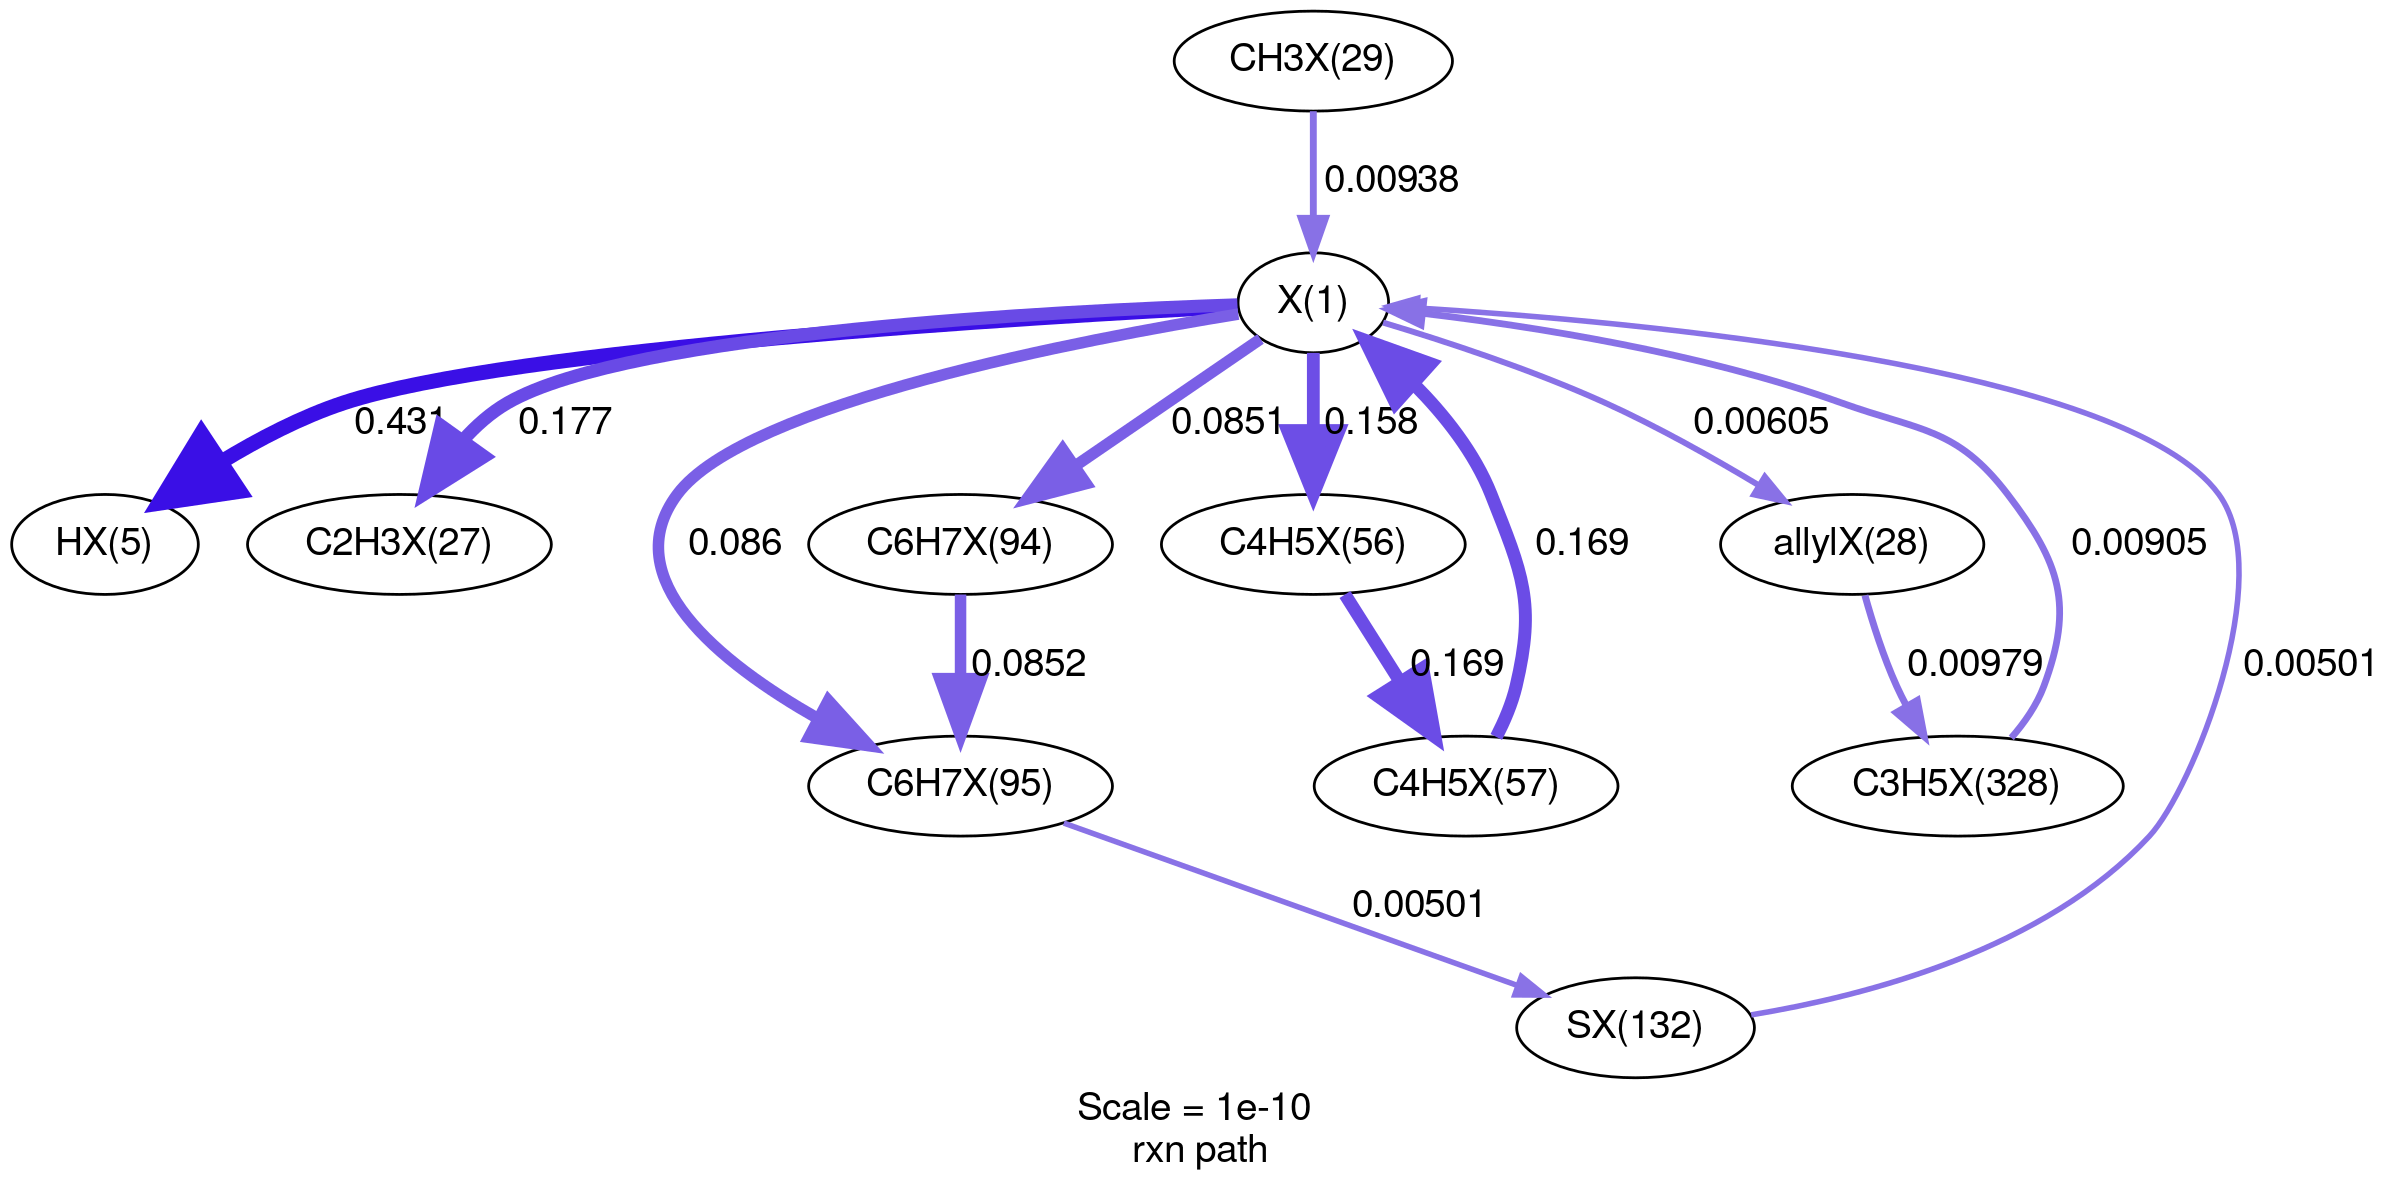 CH3X(29)
0.00938
X(1)
0.431
0.177
0.0851
0.158
0.00605
HX(5)
C2H3X(27)
0.086
C6H7X(94)
C4H5X(56)
0.169
allylX(28)
0.00905
0.0852
0.169
0.00979
0.00501
C6H7X(95)
C4H5X(57)
C3H5X(328)
0.00501
SX(132)
Scale = 1e-10
rxn path